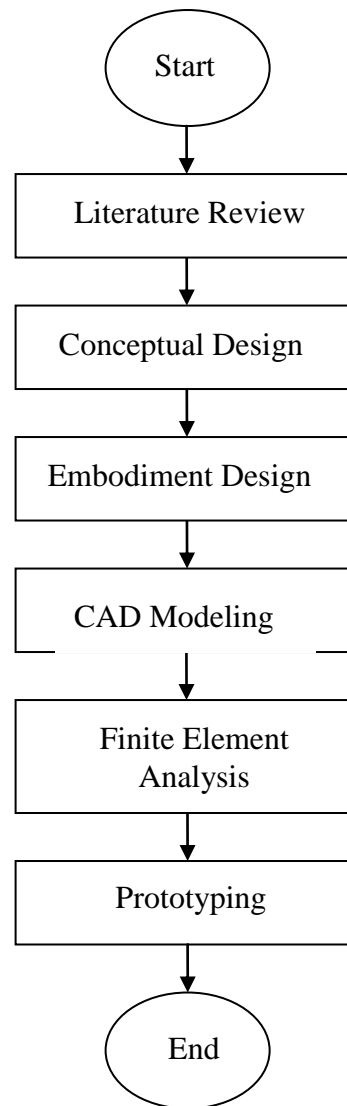 Start
Literature Review
Conceptual Design
Embodiment Design
CAD Modeling
Finite Element
Analysis
Prototyping
End